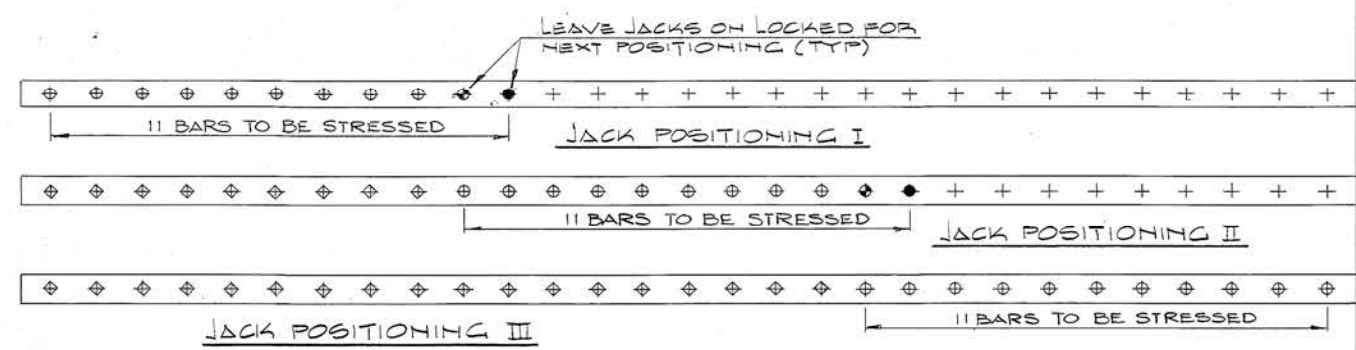 LEAVE JACKS ON LOCKED FOR
NEXT POSITIONING (TYP)
11 BARS TO BE STRESSED
JACK POSITIONING I
11 BARS TO BE STRESSED
JACK POSITIONING II
11 BARS TO BE STRESSED
JACK POSITIONING III